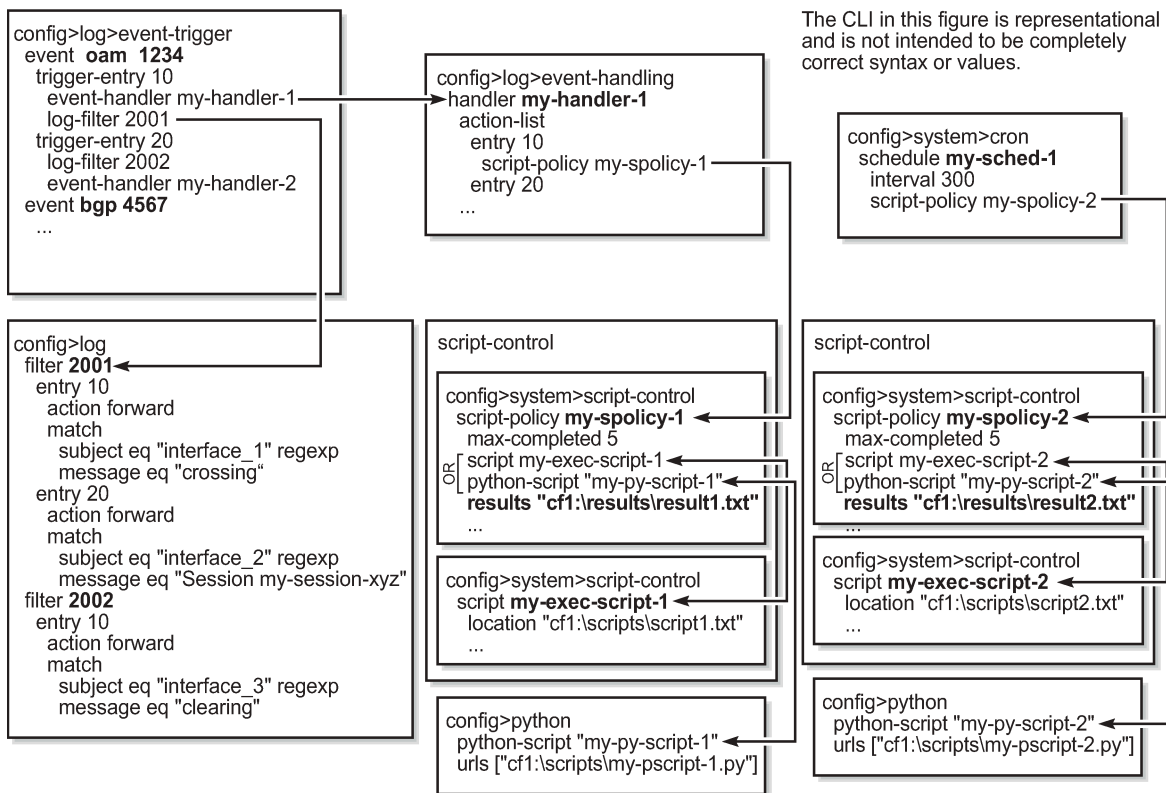 config>log>event-trigger
event oam 1234
trigger-entry 10
event-handler my-handler-1
log-filter 2001
trigger-entry 20
log-filter 2002
event-handler my-handler-2
event bgp 4567
...
config>log>event-handling
handler my-handler-1
action-list
entry 10
script-policy my-spolicy-1
entry 20
...
The CLI in this figure is representational
and is not intended to be completely
correct syntax or values.
config>system>cron
schedule my-sched-1
interval 300
script-policy my-spolicy-2
config>log
filter 2001
entry 10
action forward
match
subject eq "interface_1" regexp
message eq "crossing“
entry 20
action forward
match
subject eq "interface_2" regexp
message eq "Session my-session-xyz"
filter 2002
entry 10
action forward
match
subject eq "interface_3" regexp
message eq "clearing"
script-control
config>system>script-control
script-policy my-spolicy-1
max-completed 5
OR
script my-exec-script-1
python-script "my-py-script-1"
results "cf1:\results\result1.txt"
...
config>system>script-control
script my-exec-script-1
location "cf1:\scripts\script1.txt"
...
config>python
python-script "my-py-script-1"
urls ["cf1:\scripts\my-pscript-1.py"]
script-control
config>system>script-control
script-policy my-spolicy-2
max-completed 5
OR
script my-exec-script-2
python-script "my-py-script-2"
results "cf1:\results\result2.txt"
...
config>system>script-control
script my-exec-script-2
location "cf1:\scripts\script2.txt"
...
config>python
python-script "my-py-script-2"
urls ["cf1:\scripts\my-pscript-2.py"]